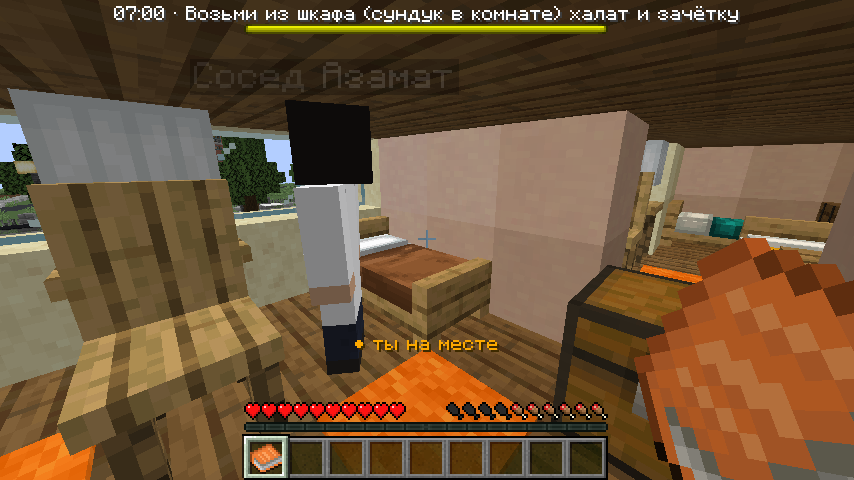 07:00 · Возьми из шкафа (сундук в комнате) халат и зачётку
Сосед Азамат
• ты на месте